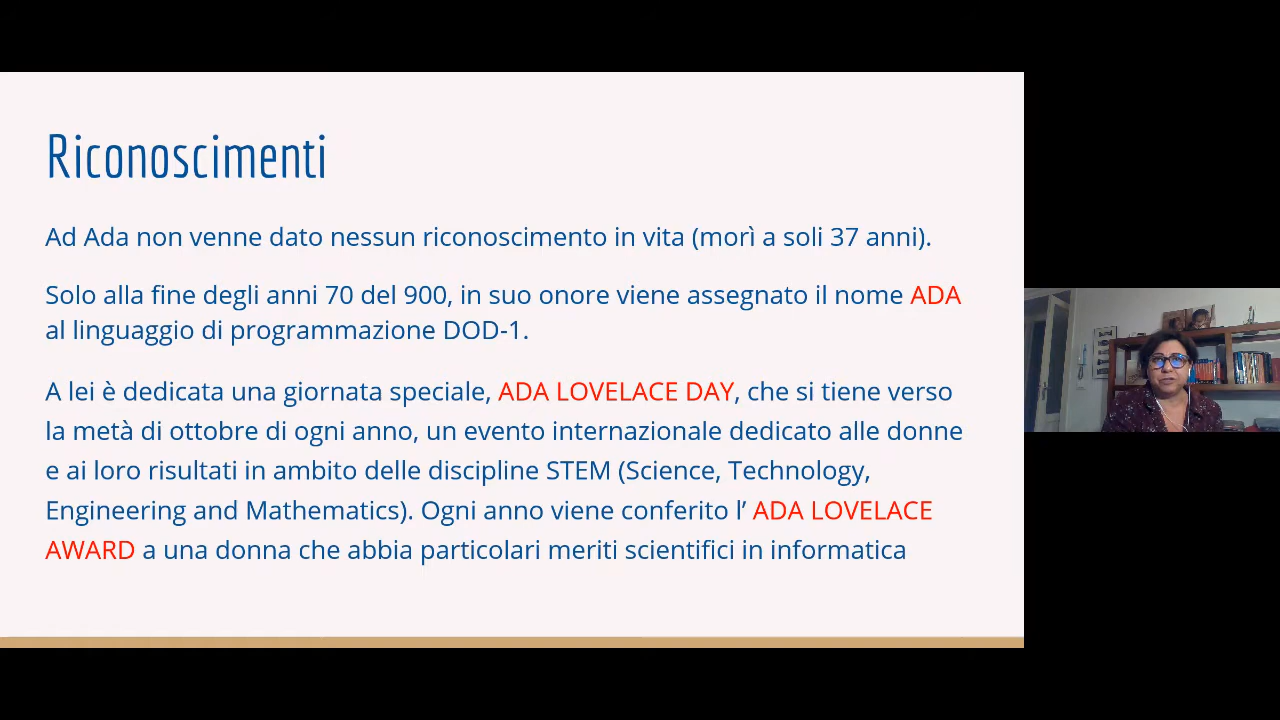 Riconoscimenti
Ad Ada non venne dato nessun riconoscimento in vita (morì a soli 37 anni).
Solo alla fine degli anni 70 del 900, in suo onore viene assegnato il nome ADA
al linguaggio di programmazione DOD-1.
A lei è dedicata una giornata speciale, ADA LOVELACE DAY, che si tiene verso
la metà di ottobre di ogni anno, un evento internazionale dedicato alle donne
e ai loro risultati in ambito delle discipline STEM (Science, Technology,
Engineering and Mathematics). Ogni anno viene conferito l’ ADA LOVELACE
AWARD a una donna che abbia particolari meriti scientifici in informatica